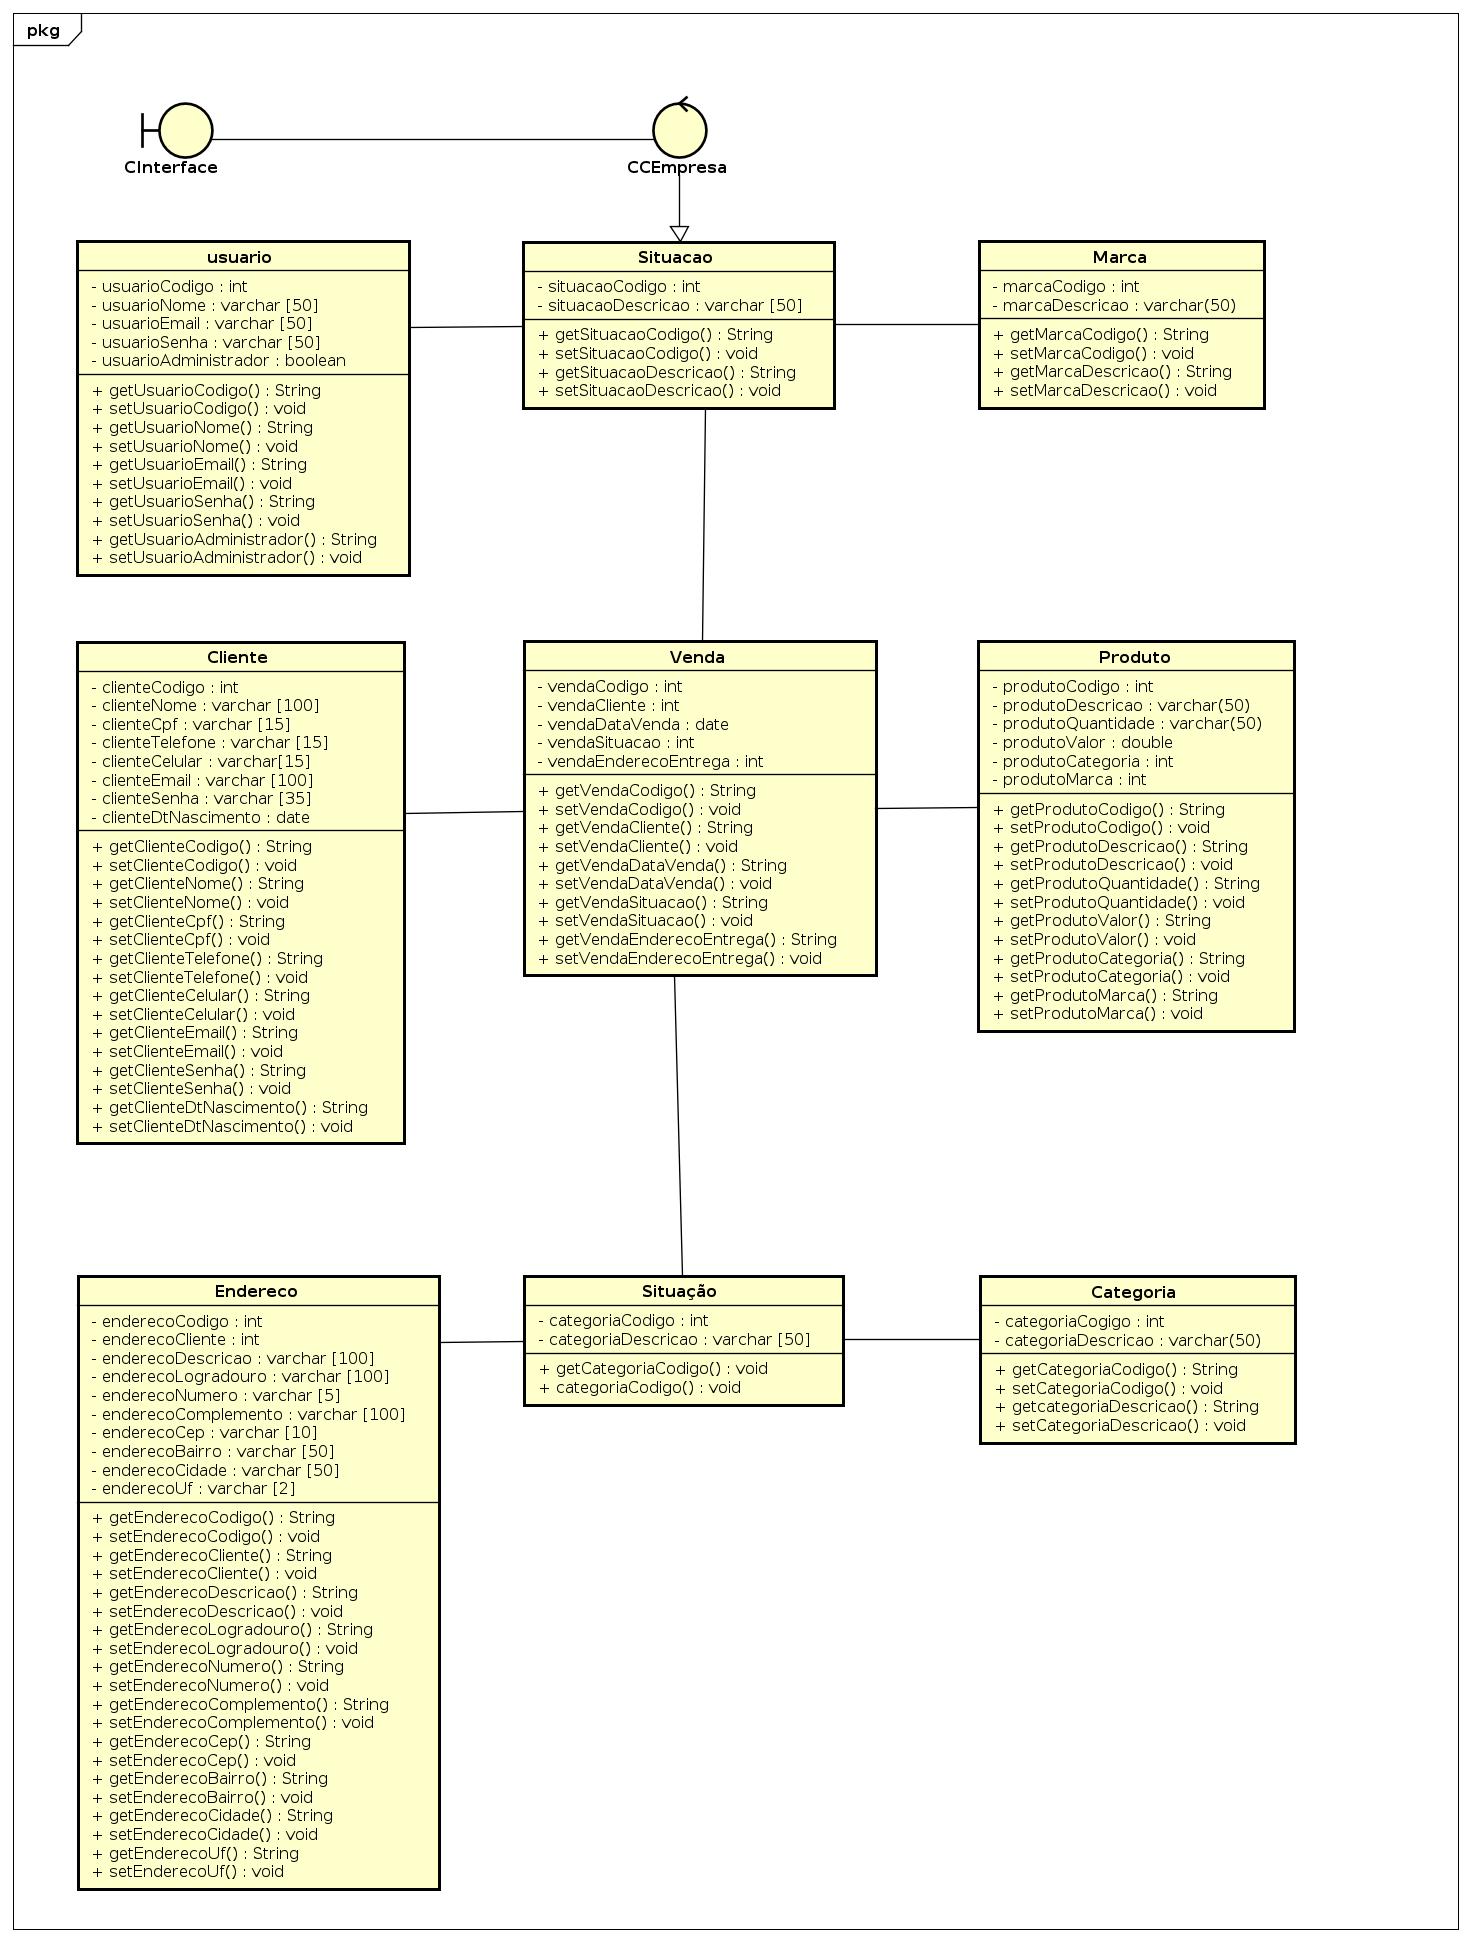 pkg
CInterface
CCEmpresa
usuario
- usuarioCodigo : int
- usuarioNome : varchar [50]
- usuarioEmail : varchar [50]
- usuarioSenha : varchar [50]
- usuarioAdministrador : boolean
+ getUsuarioCodigo() : String
+ setUsuarioCodigo() : void
+ getUsuarioNome() : String
+ setUsuarioNome() : void
+ getUsuarioEmail() : String
+ setUsuarioEmail() : void
+ getUsuarioSenha() : String
+ setUsuarioSenha() : void
+ getUsuarioAdministrador() : String
+ setUsuarioAdministrador() : void
Situacao
- situacaoCodigo : int
- situacaoDescricao : varchar [50]
+ getSituacaoCodigo() : String
+ setSituacaoCodigo() : void
+ getSituacaoDescricao() : String
+ setSituacaoDescricao() : void
Marca
- marcaCodigo : int
- marcaDescricao : varchar(50)
+ getMarcaCodigo() : String
+ setMarcaCodigo() : void
+ getMarcaDescricao() : String
+ setMarcaDescricao() : void
Cliente
- clienteCodigo : int
- clienteNome : varchar [100]
- clienteCpf : varchar [15]
- clienteTelefone : varchar [15]
- clienteCelular : varchar[15]
- clienteEmail : varchar [100]
- clienteSenha : varchar [35]
- clienteDtNascimento : date
+ getClienteCodigo() : String
+ setClienteCodigo() : void
+ getClienteNome() : String
+ setClienteNome() : void
+ getClienteCpf() : String
+ setClienteCpf() : void
+ getClienteTelefone() : String
+ setClienteTelefone() : void
+ getClienteCelular() : String
+ setClienteCelular() : void
+ getClienteEmail() : String
+ setClienteEmail() : void
+ getClienteSenha() : String
+ setClienteSenha() : void
+ getClienteDtNascimento() : String
+ setClienteDtNascimento() : void
Venda
- vendaCodigo : int
- vendaCliente : int
- vendaDataVenda : date
- vendaSituacao : int
- vendaEnderecoEntrega : int
+ getVendaCodigo() : String
+ setVendaCodigo() : void
+ getVendaCliente() : String
+ setVendaCliente() : void
+ getVendaDataVenda() : String
+ setVendaDataVenda() : void
+ getVendaSituacao() : String
+ setVendaSituacao() : void
+ getVendaEnderecoEntrega() : String
+ setVendaEnderecoEntrega() : void
Produto
- produtoCodigo : int
- produtoDescricao : varchar(50)
- produtoQuantidade : varchar(50)
- produtoValor : double
- produtoCategoria : int
- produtoMarca : int
+ getProdutoCodigo() : String
+ setProdutoCodigo() : void
+ getProdutoDescricao() : String
+ setProdutoDescricao() : void
+ getProdutoQuantidade() : String
+ setProdutoQuantidade() : void
+ getProdutoValor() : String
+ setProdutoValor() : void
+ getProdutoCategoria() : String
+ setProdutoCategoria() : void
+ getProdutoMarca() : String
+ setProdutoMarca() : void
Endereco
- enderecoCodigo : int
- enderecoCliente : int
- enderecoDescricao : varchar [100]
- enderecoLogradouro : varchar [100]
- enderecoNumero : varchar [5]
- enderecoComplemento : varchar [100]
- enderecoCep : varchar [10]
- enderecoBairro : varchar [50]
- enderecoCidade : varchar [50]
- enderecoUf : varchar [2]
+ getEnderecoCodigo() : String
+ setEnderecoCodigo() : void
+ getEnderecoCliente() : String
+ setEnderecoCliente() : void
+ getEnderecoDescricao() : String
+ setEnderecoDescricao() : void
+ getEnderecoLogradouro() : String
+ setEnderecoLogradouro() : void
+ getEnderecoNumero() : String
+ setEnderecoNumero() : void
+ getEnderecoComplemento() : String
+ setEnderecoComplemento() : void
+ getEnderecoCep() : String
+ setEnderecoCep() : void
+ getEnderecoBairro() : String
+ setEnderecoBairro() : void
+ getEnderecoCidade() : String
+ setEnderecoCidade() : void
+ getEnderecoUf() : String
+ setEnderecoUf() : void
Situação
- categoriaCodigo : int
- categoriaDescricao : varchar [50]
+ getCategoriaCodigo() : void
+ categoriaCodigo() : void
Categoria
- categoriaCogigo : int
- categoriaDescricao : varchar(50)
+ getCategoriaCodigo() : String
+ setCategoriaCodigo() : void
+ getcategoriaDescricao() : String
+ setCategoriaDescricao() : void